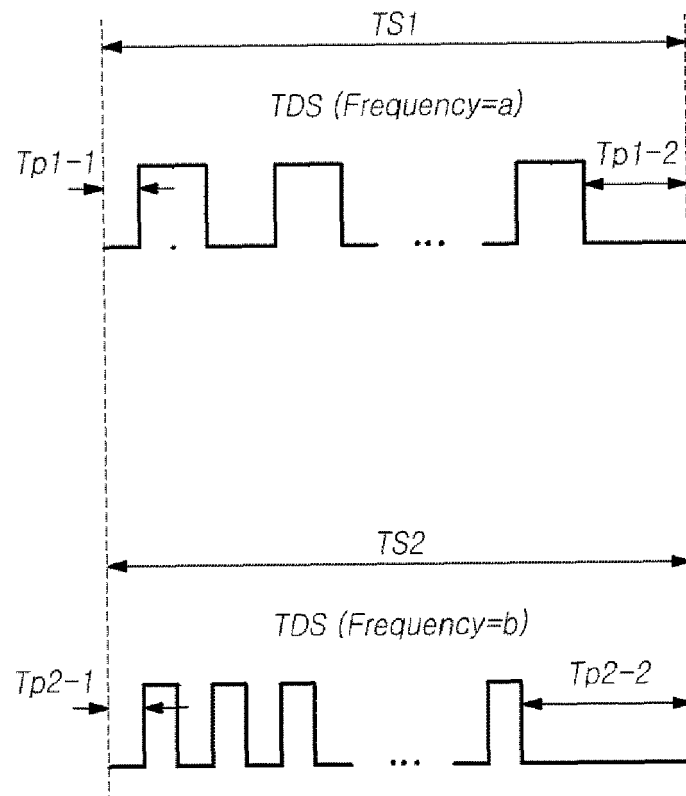 TS1
TDS (Frequency=a)
Tp1-1
Tp1-2
...
TS2
TDS (Frequency=b)
Tp2-1
Tp2-2
...